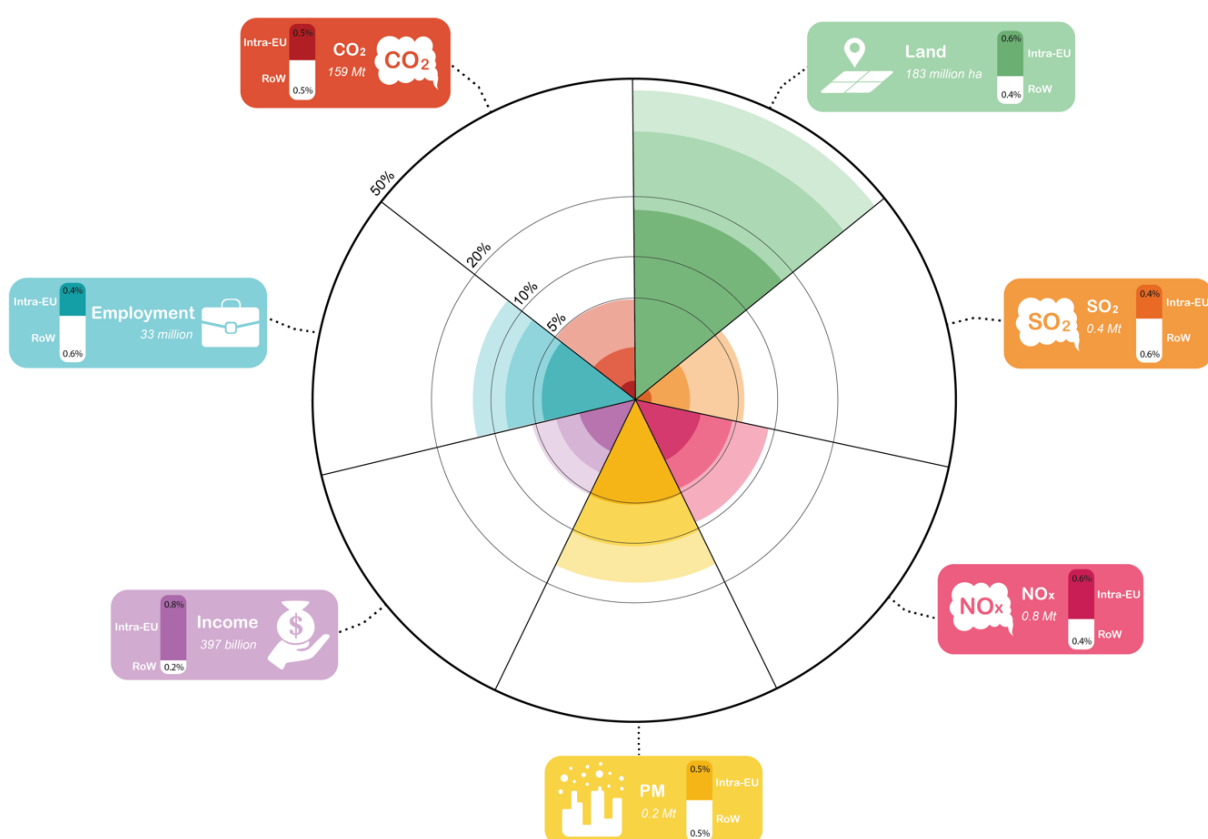 0.5%
Intra-EU
CO₂
159 Mt
CO₂
RoW
0.5%
Land
183 million ha
0.6%
Intra-EU
RoW
0.4%
50%
20%
10%
5%
0.4%
Intra-EU
Employment
33 million
RoW
0.6%
SO₂
SO₂
0.4 Mt
0.4%
Intra-EU
RoW
0.6%
0.8%
Intra-EU
Income
397 billion
$
RoW
0.2%
NOx
NOx
0.8 Mt
0.6%
Intra-EU
RoW
0.4%
PM
0.2 Mt
0.5%
Intra-EU
RoW
0.5%